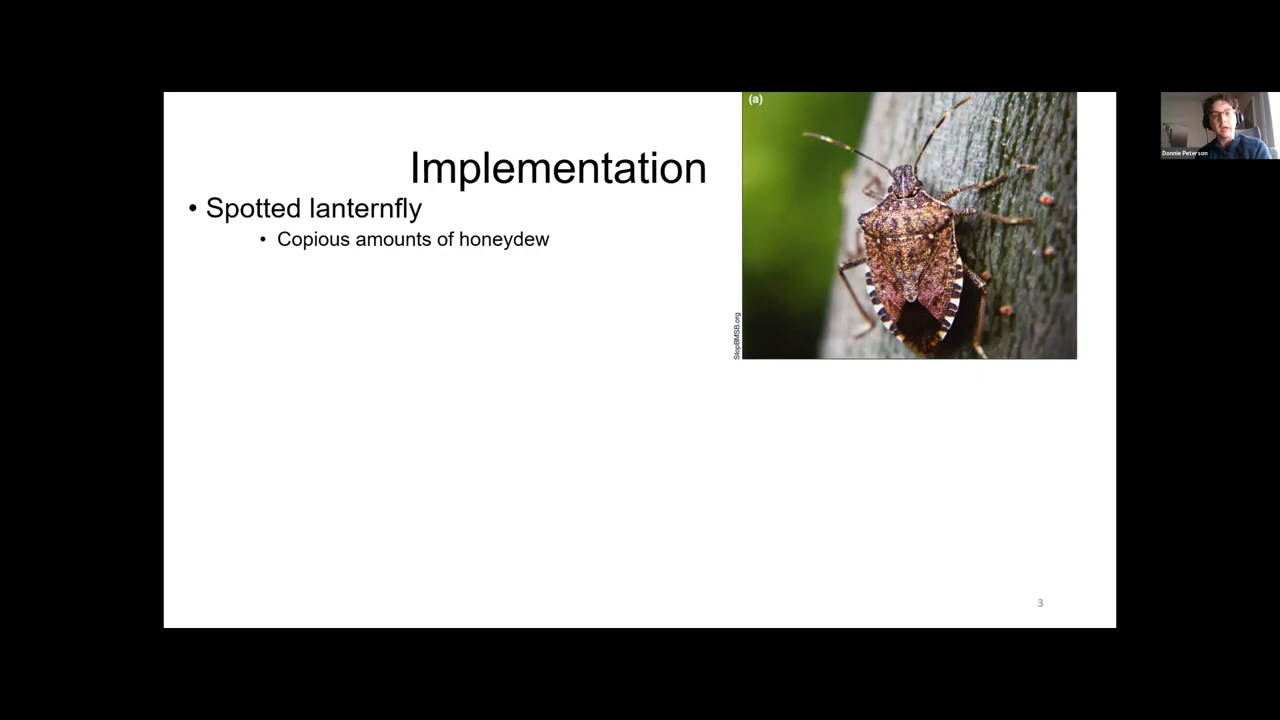 (a)
Implementation
• Spotted lanternfly
• Copious amounts of honeydew
StopBMSB.org
Donnie Peterson
3